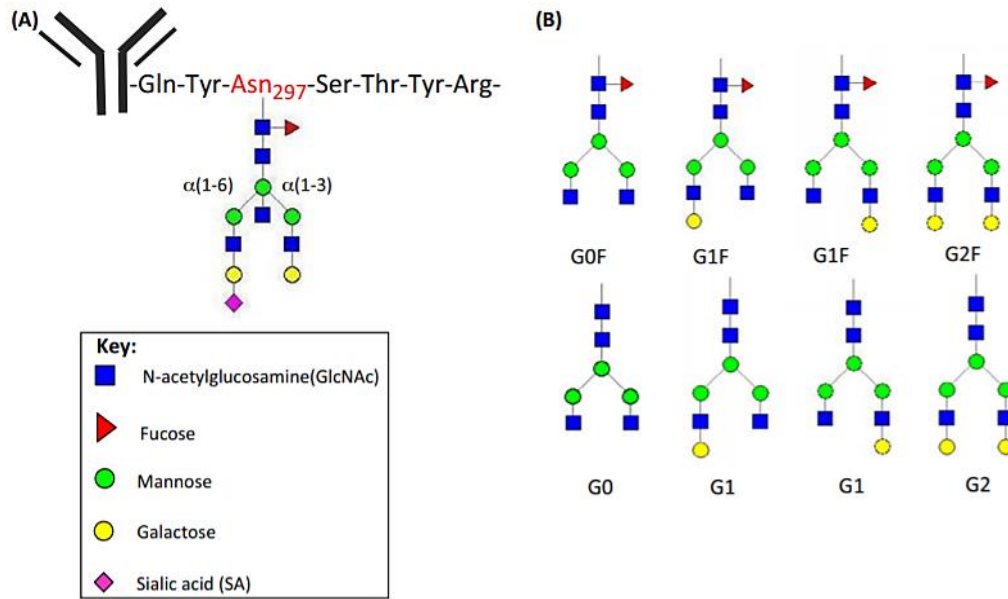 (A)
-Gln-Tyr-Asn297-Ser-Thr-Tyr-Arg-
α(1-6) α(1-3)
Key:
N-acetylglucosamine(GlcNAc)
Fucose
Mannose
Galactose
Sialic acid (SA)
(B)
G0F G1F G1F G2F
G0 G1 G1 G2